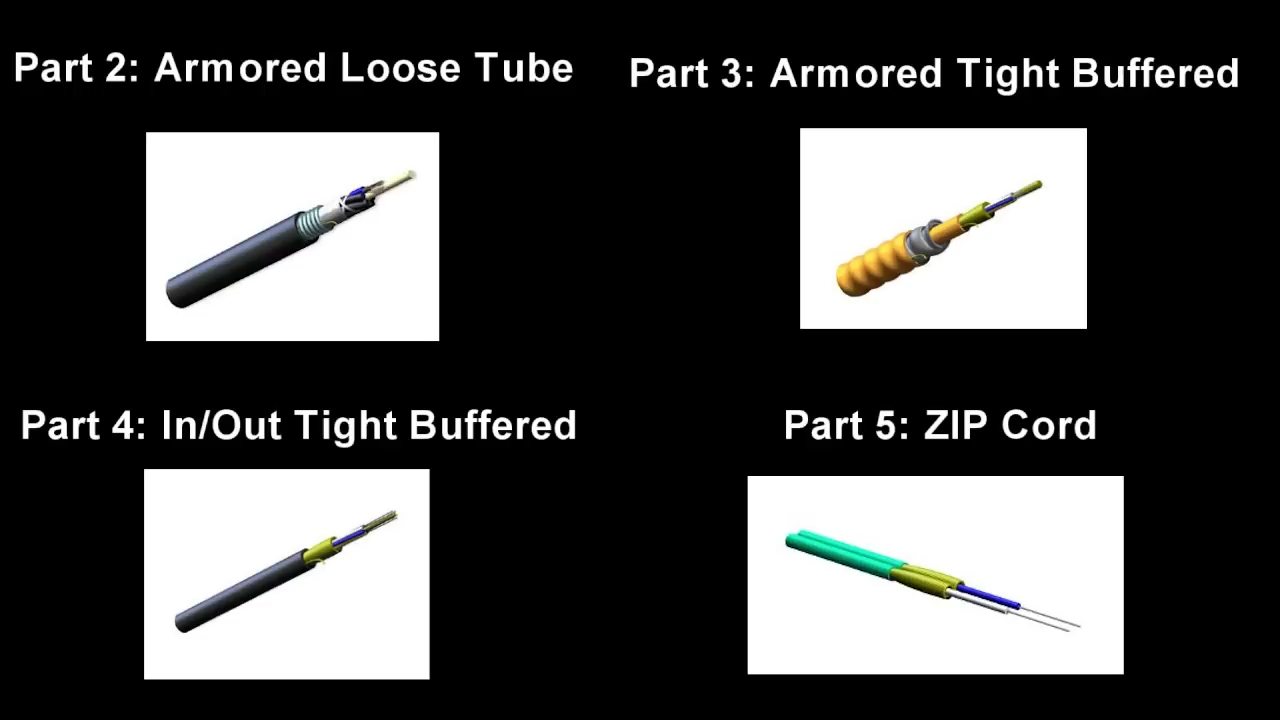 Part 2: Armored Loose Tube
Part 3: Armored Tight Buffered
Part 4: In/Out Tight Buffered
Part 5: ZIP Cord